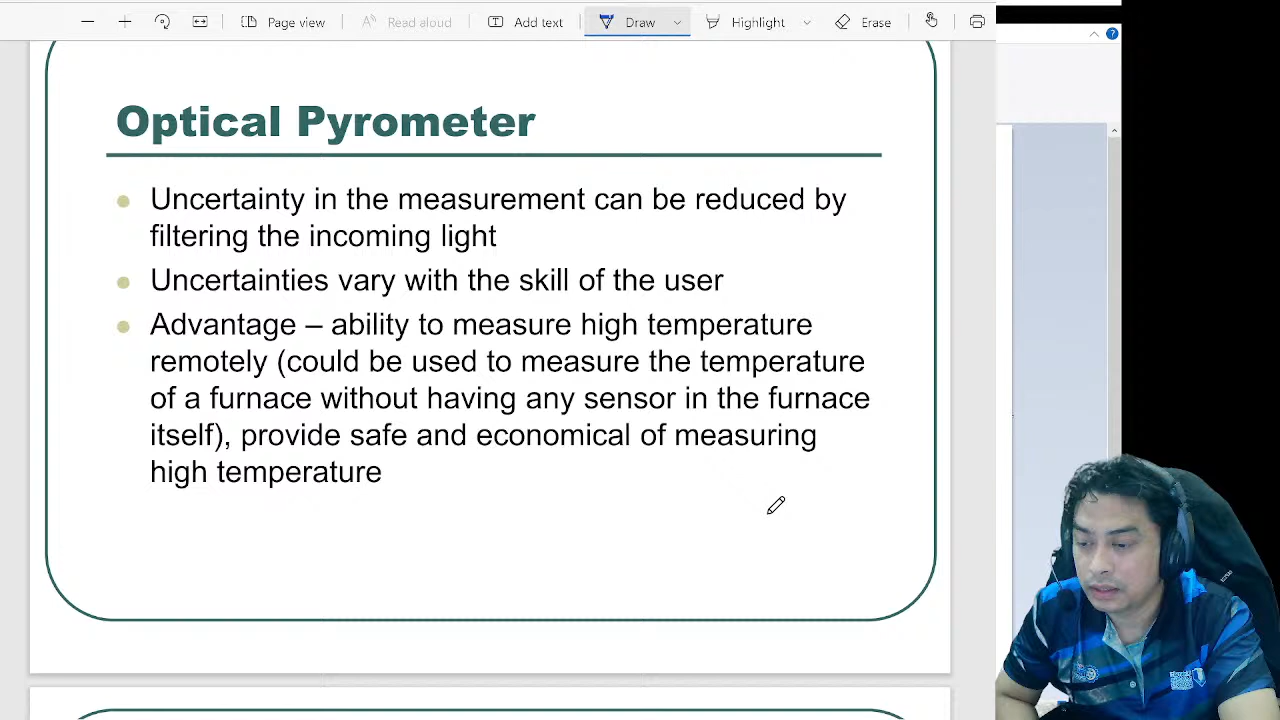 Page view
Read aloud
Add text
Draw
Highlight
Erase
Optical Pyrometer
Uncertainty in the measurement can be reduced by
filtering the incoming light
Uncertainties vary with the skill of the user
Advantage – ability to measure high temperature
remotely (could be used to measure the temperature
of a furnace without having any sensor in the furnace
itself), provide safe and economical of measuring
high temperature